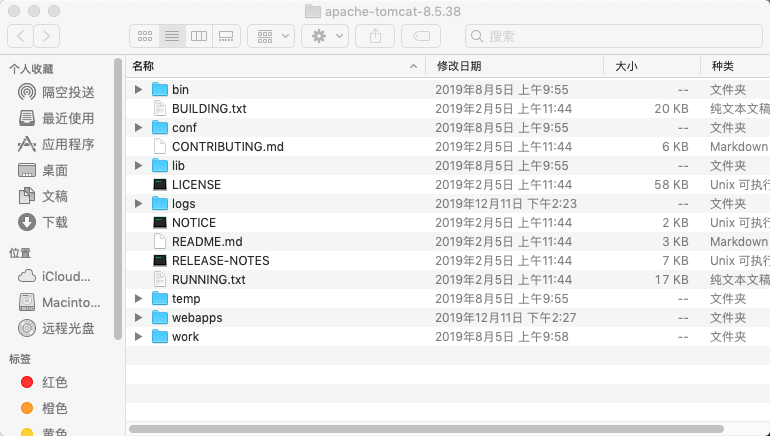 apache-tomcat-8.5.38
搜索
个人收藏
隔空投送
最近使用
应用程序
桌面
文稿
下载
位置
iCloud...
Macinto...
远程光盘
标签
红色
橙色
黄色
名称 修改日期 大小 种类
bin 2019年8月5日 上午9:55 -- 文件夹
BUILDING.txt 2019年2月5日 上午11:44 20 KB 纯文本文稿
conf 2019年8月5日 上午9:55 -- 文件夹
CONTRIBUTING.md 2019年2月5日 上午11:44 6 KB Markdown
lib 2019年8月5日 上午9:55 -- 文件夹
LICENSE 2019年2月5日 上午11:44 58 KB Unix 可执行
logs 2019年12月11日 下午2:23 -- 文件夹
NOTICE 2019年2月5日 上午11:44 2 KB Unix 可执行
README.md 2019年2月5日 上午11:44 3 KB Markdown
RELEASE-NOTES 2019年2月5日 上午11:44 7 KB Unix 可执行
RUNNING.txt 2019年2月5日 上午11:44 17 KB 纯文本文稿
temp 2019年8月5日 上午9:55 -- 文件夹
webapps 2019年12月11日 下午2:27 -- 文件夹
work 2019年8月5日 上午9:58 -- 文件夹